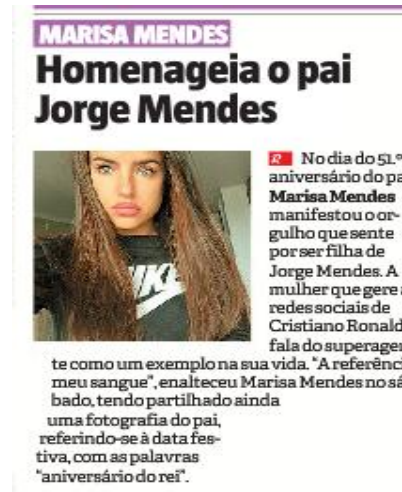 MARISA MENDES
Homenageia o pai
Jorge Mendes
NIKE
R No dia do 51.º
aniversário do pa
Marisa Mendes
manifestou o or-
gulho que sente
por ser filha de
Jorge Mendes. A
mulher que gere a
redes sociais de
Cristiano Ronald
fala do superagen
te como um exemplo na sua vida. "A referênci
meu sangue", enalteceu Marisa Mendes no sá
bado, tendo partilhado ainda
uma fotografia do pai,
referindo-se à data fes-
tiva, com as palavras
"aniversário do rei".